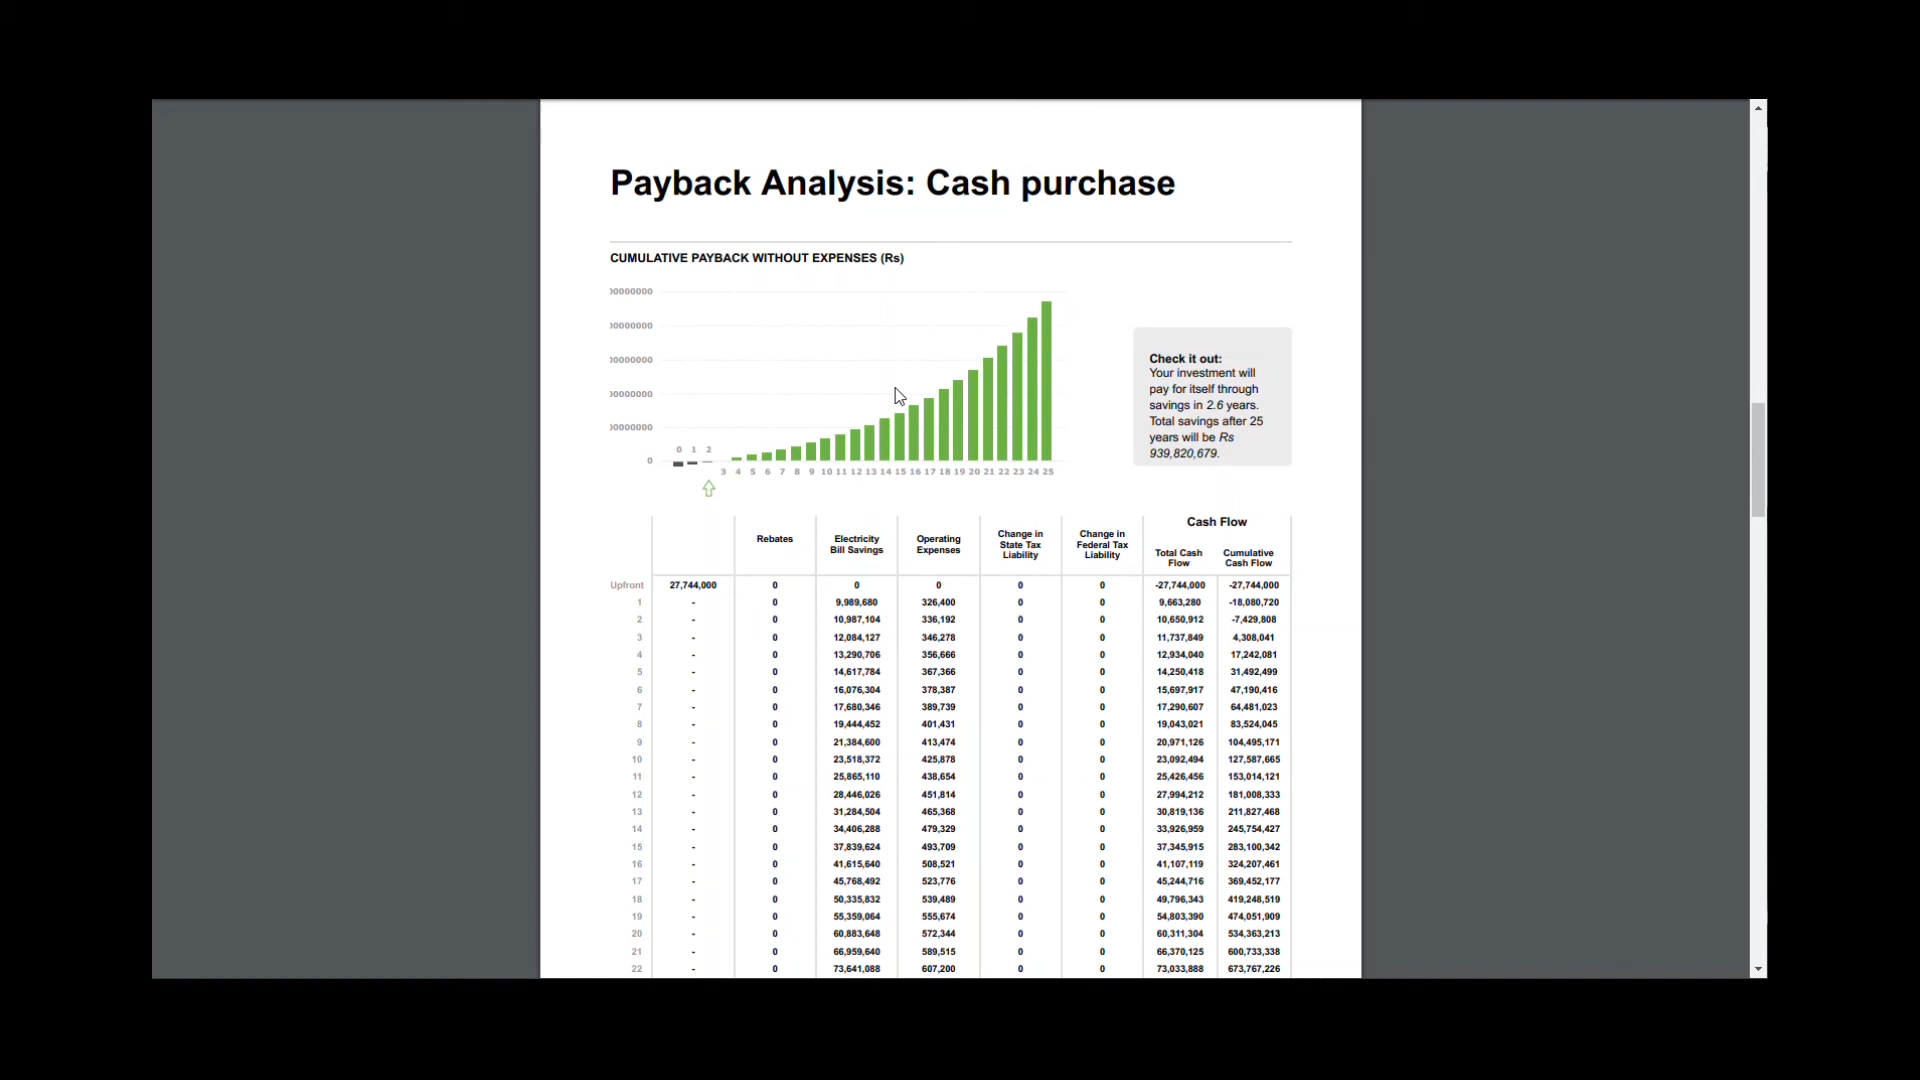 Payback Analysis: Cash purchase
CUMULATIVE PAYBACK WITHOUT EXPENSES (Rs)
00000000
00000000
00000000
00000000
00000000
0
0 1 2
3 4 5 6 7 8 9 10 11 12 13 14 15 16 17 18 19 20 21 22 23 24 25
Check it out:
Your investment will
pay for itself through
savings in 2.6 years.
Total savings after 25
years will be Rs
939,820,679.
Rebates Electricity Bill Savings Operating Expenses Change in State Tax Liability Change in Federal Tax Liability Cash Flow Total Cash Flow Cumulative Cash Flow
Upfront 27,744,000 0 0 0 0 0 -27,744,000 -27,744,000
1 - 0 9,989,680 326,400 0 0 9,663,280 -18,080,720
2 - 0 10,987,104 336,192 0 0 10,650,912 -7,429,808
3 - 0 12,084,127 346,278 0 0 11,737,849 4,308,041
4 - 0 13,290,706 356,666 0 0 12,934,040 17,242,081
5 - 0 14,617,784 367,366 0 0 14,250,418 31,492,499
6 - 0 16,076,304 378,387 0 0 15,697,917 47,190,416
7 - 0 17,680,346 389,739 0 0 17,290,607 64,481,023
8 - 0 19,444,452 401,431 0 0 19,043,021 83,524,045
9 - 0 21,384,600 413,474 0 0 20,971,126 104,495,171
10 - 0 23,518,372 425,878 0 0 23,092,494 127,587,665
11 - 0 25,865,110 438,654 0 0 25,426,456 153,014,121
12 - 0 28,446,026 451,814 0 0 27,994,212 181,008,333
13 - 0 31,284,504 465,368 0 0 30,819,136 211,827,468
14 - 0 34,406,288 479,329 0 0 33,926,959 245,754,427
15 - 0 37,839,624 493,709 0 0 37,345,915 283,100,342
16 - 0 41,615,640 508,521 0 0 41,107,119 324,207,461
17 - 0 45,768,492 523,776 0 0 45,244,716 369,452,177
18 - 0 50,335,832 539,489 0 0 49,796,343 419,248,519
19 - 0 55,359,064 555,674 0 0 54,803,390 474,051,909
20 - 0 60,883,648 572,344 0 0 60,311,304 534,363,213
21 - 0 66,959,640 589,515 0 0 66,370,125 600,733,338
22 - 0 73,641,088 607,200 0 0 73,033,888 673,767,226